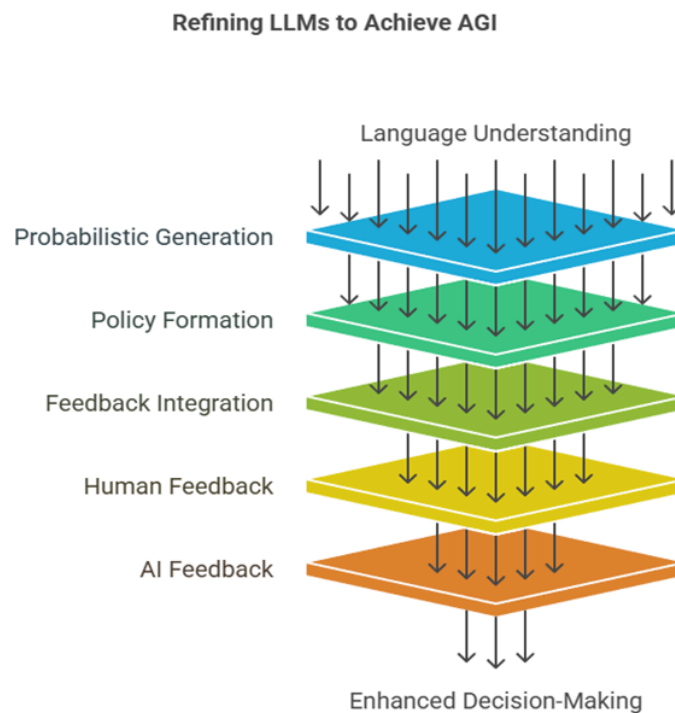 Refining LLMs to Achieve AGI
Language Understanding
Probabilistic Generation
Policy Formation
Feedback Integration
Human Feedback
AI Feedback
Enhanced Decision-Making